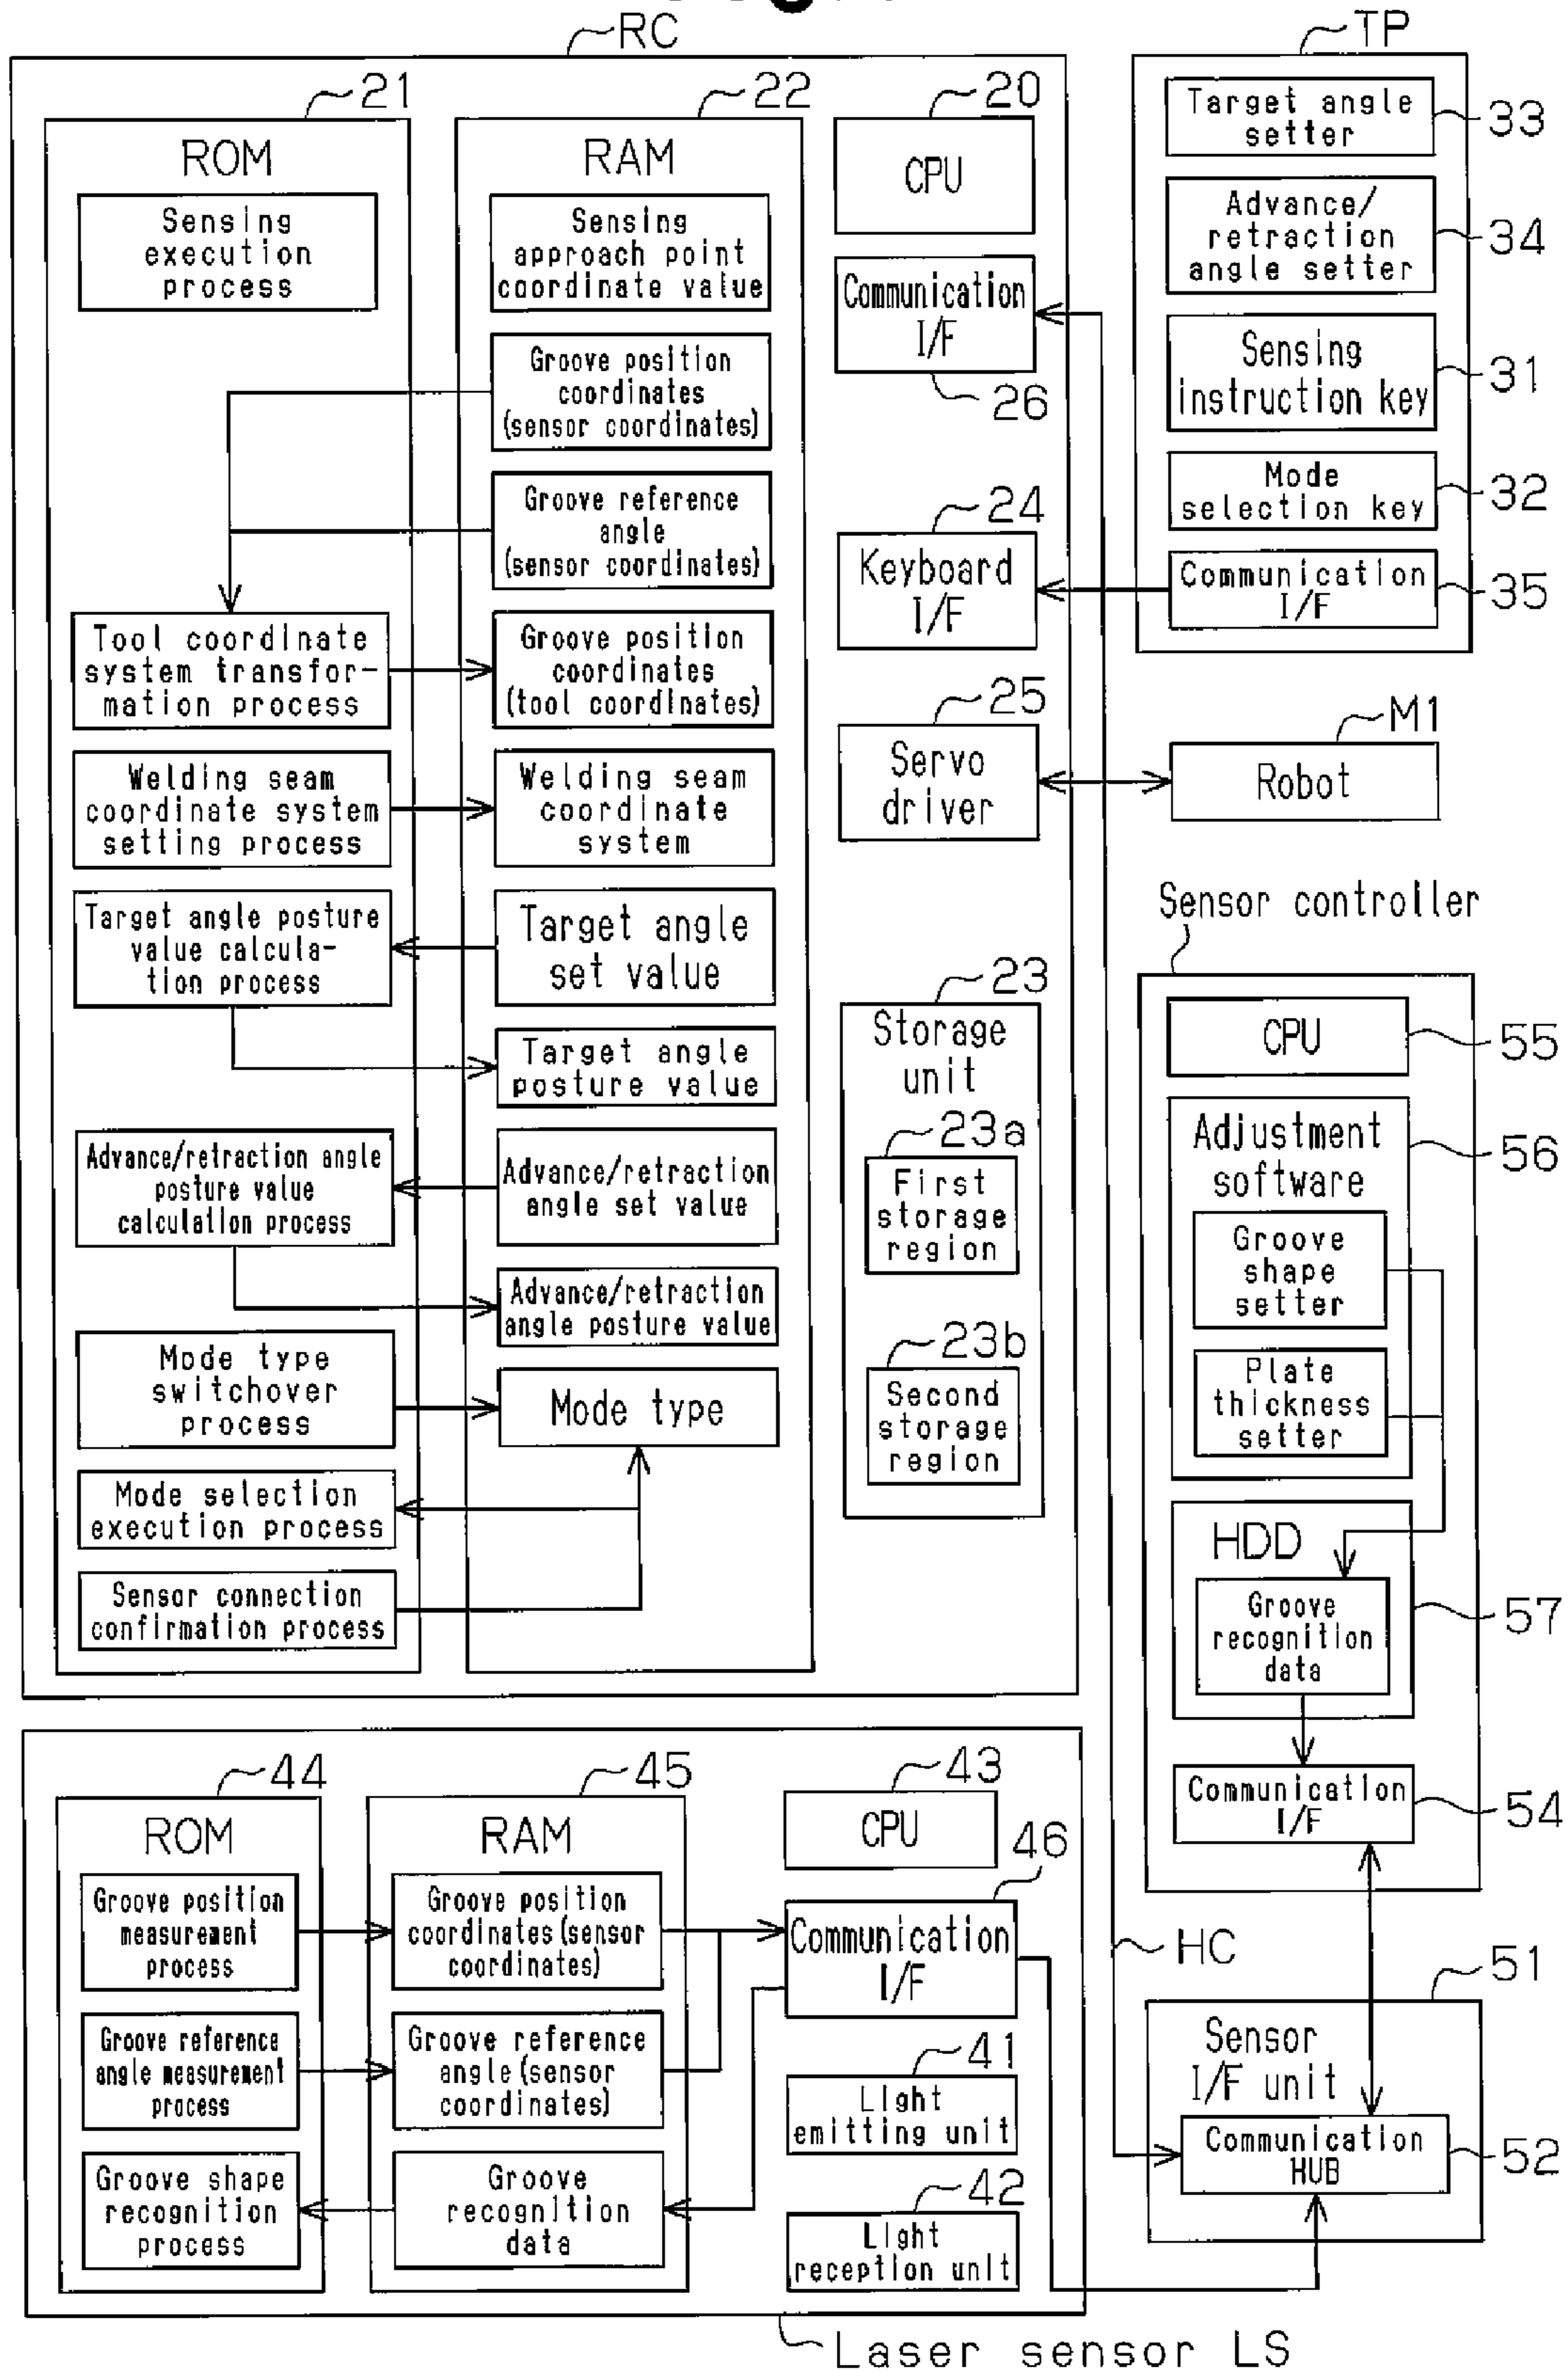 RC
21
ROM
Sensing
execution
process
Tool coordinate
system transfor-
mation process
Welding seam
coordinate system
setting process
Target angle posture
value calcula-
tion process
Advance/retraction angle
posture value
calculation process
Mode type
switchover
process
Mode selection
execution process
Sensor connection
confirmation process
22
RAM
Sensing
approach point
coordinate value
Groove position
coordinates
(sensor coordinates)
Groove reference
angle
(sensor coordinates)
Groove position
coordinates
(tool coordinates)
Welding seam
coordinate
system
Target angle
set value
Target angle
posture value
Advance/retraction
angle set value
Advance/retraction
angle posture value
Mode type
20
CPU
Communication
I/F
26
24
Keyboard
I/F
25
Servo
driver
23
Storage
unit
23a
First
storage
region
23b
Second
storage
region
TP
Target angle
setter
33
Advance/
retraction
angle setter
34
Sensing
instruction key
31
Mode
selection key
32
Communication
I/F
35
M1
Robot
Sensor controller
CPU
55
Adjustment
software
56
Groove
shape
setter
Plate
thickness
setter
HDD
Groove
recognition
data
57
Communication
I/F
54
HC
51
Sensor
I/F unit
Communication
HUB
52
44
ROM
Groove position
measurement
process
Groove reference
angle measurement
process
Groove shape
recognition
process
45
RAM
Groove position
coordinates(sensor
coordinates)
Groove reference
angle(sensor
coordinates)
Groove
recognition
data
43
CPU
46
Communication
I/F
41
Light
emitting unit
42
Light
reception unit
Laser sensor LS